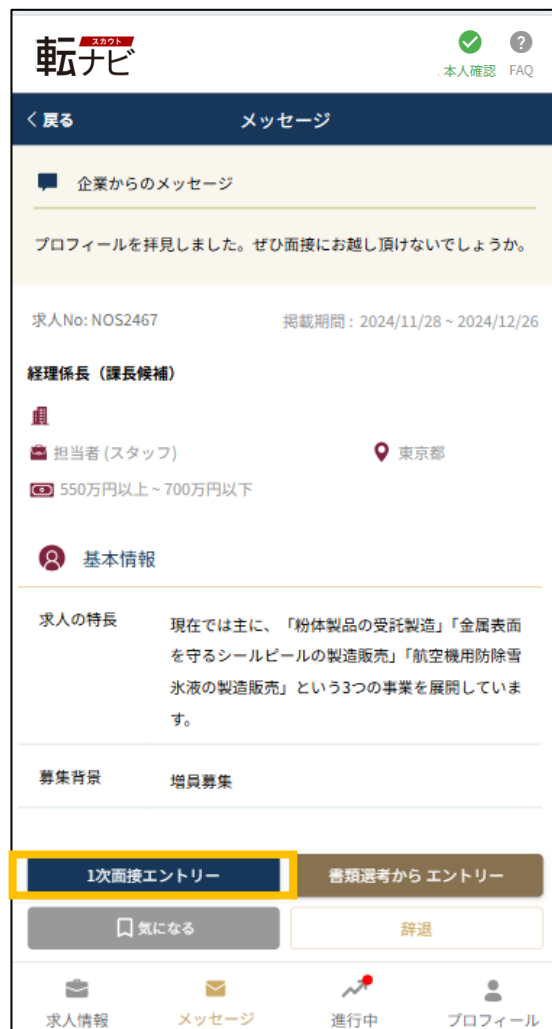 スカウト
転ナビ
本人確認 FAQ
戻る メッセージ
企業からのメッセージ
プロフィールを拝見しました。ぜひ面接にお越し頂けないでしょうか。
求人No: NOS2467 掲載期間 : 2024/11/28 ~ 2024/12/26
経理係長（課長候補）
担当者 (スタッフ) 東京都
550万円以上 ~ 700万円以下
基本情報
求人の特長 現在では主に、「粉体製品の受託製造」「金属表面
を守るシールピールの製造販売」「航空機用防除雪
氷液の製造販売」という3つの事業を展開していま
す。
募集背景 増員募集
1次面接エントリー 書類選考から エントリー
気になる 辞退
求人情報 メッセージ 進行中 プロフィール